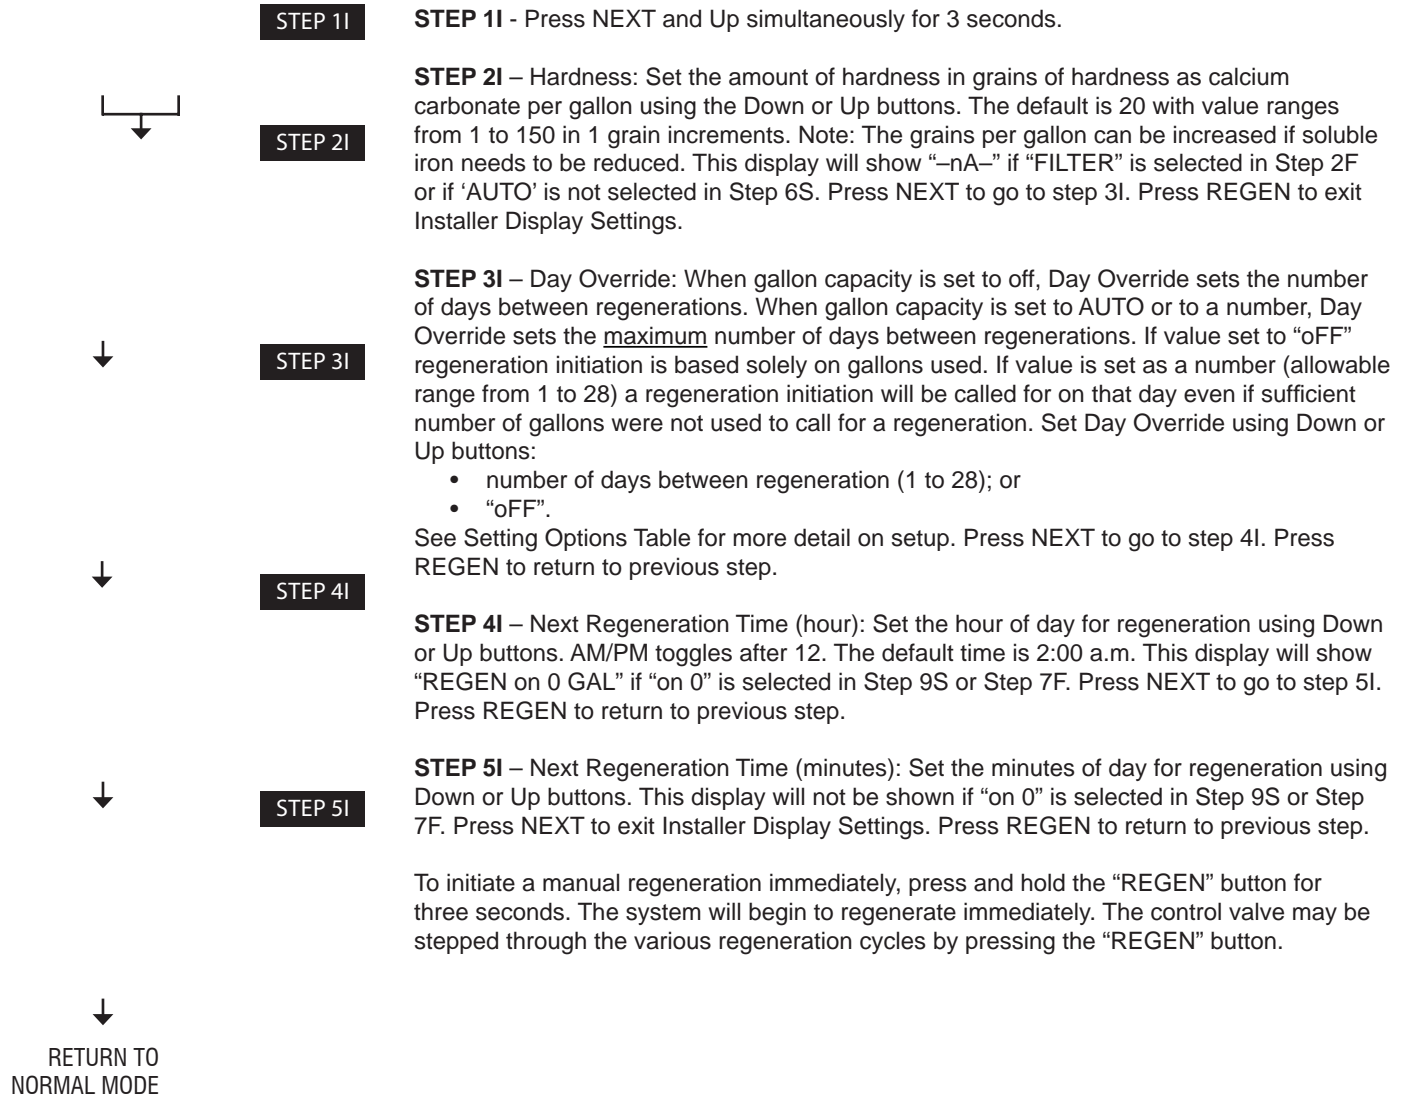 STEP 1I
STEP 1I - Press NEXT and Up simultaneously for 3 seconds.
STEP 2I
STEP 2I – Hardness: Set the amount of hardness in grains of hardness as calcium
carbonate per gallon using the Down or Up buttons. The default is 20 with value ranges
from 1 to 150 in 1 grain increments. Note: The grains per gallon can be increased if soluble
iron needs to be reduced. This display will show “–nA–” if “FILTER” is selected in Step 2F
or if ‘AUTO’ is not selected in Step 6S. Press NEXT to go to step 3I. Press REGEN to exit
Installer Display Settings.
STEP 3I
STEP 3I – Day Override: When gallon capacity is set to off, Day Override sets the number
of days between regenerations. When gallon capacity is set to AUTO or to a number, Day
Override sets the maximum number of days between regenerations. If value set to “oFF”
regeneration initiation is based solely on gallons used. If value is set as a number (allowable
range from 1 to 28) a regeneration initiation will be called for on that day even if sufficient
number of gallons were not used to call for a regeneration. Set Day Override using Down or
Up buttons:
• number of days between regeneration (1 to 28); or
• “oFF”.
See Setting Options Table for more detail on setup. Press NEXT to go to step 4I. Press
REGEN to return to previous step.
STEP 4I
STEP 4I – Next Regeneration Time (hour): Set the hour of day for regeneration using Down
or Up buttons. AM/PM toggles after 12. The default time is 2:00 a.m. This display will show
“REGEN on 0 GAL” if “on 0” is selected in Step 9S or Step 7F. Press NEXT to go to step 5I.
Press REGEN to return to previous step.
STEP 5I
STEP 5I – Next Regeneration Time (minutes): Set the minutes of day for regeneration using
Down or Up buttons. This display will not be shown if “on 0” is selected in Step 9S or Step
7F. Press NEXT to exit Installer Display Settings. Press REGEN to return to previous step.
To initiate a manual regeneration immediately, press and hold the “REGEN” button for
three seconds. The system will begin to regenerate immediately. The control valve may be
stepped through the various regeneration cycles by pressing the “REGEN” button.
RETURN TO
NORMAL MODE